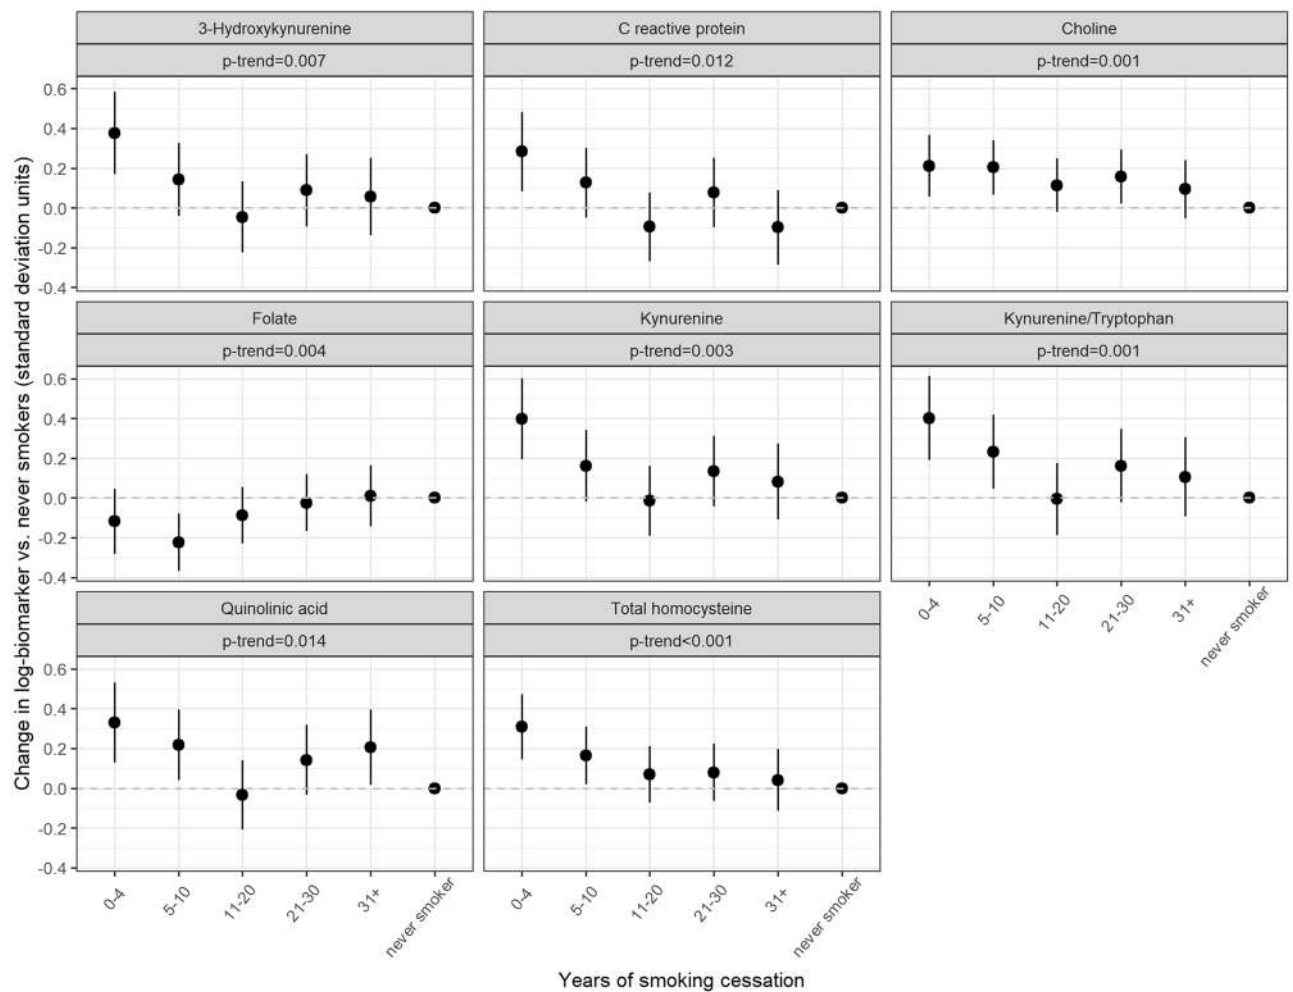 3-Hydroxykynurenine
p-trend=0.007
C reactive protein
p-trend=0.012
Choline
p-trend=0.001
0.6
0.4
0.2
0.0
-0.2
-0.4
Folate
p-trend=0.004
Kynurenine
p-trend=0.003
Kynurenine/Tryptophan
p-trend=0.001
0.6
0.4
0.2
0.0
-0.2
-0.4
0-4
5-10
11-20
21-30
31+
never smoker
Quinolinic acid
p-trend=0.014
Total homocysteine
p-trend<0.001
0.6
0.4
0.2
0.0
-0.2
-0.4
0-4
5-10
11-20
21-30
31+
never smoker
0-4
5-10
11-20
21-30
31+
never smoker
Change in log-biomarker vs. never smokers (standard deviation units)
Years of smoking cessation